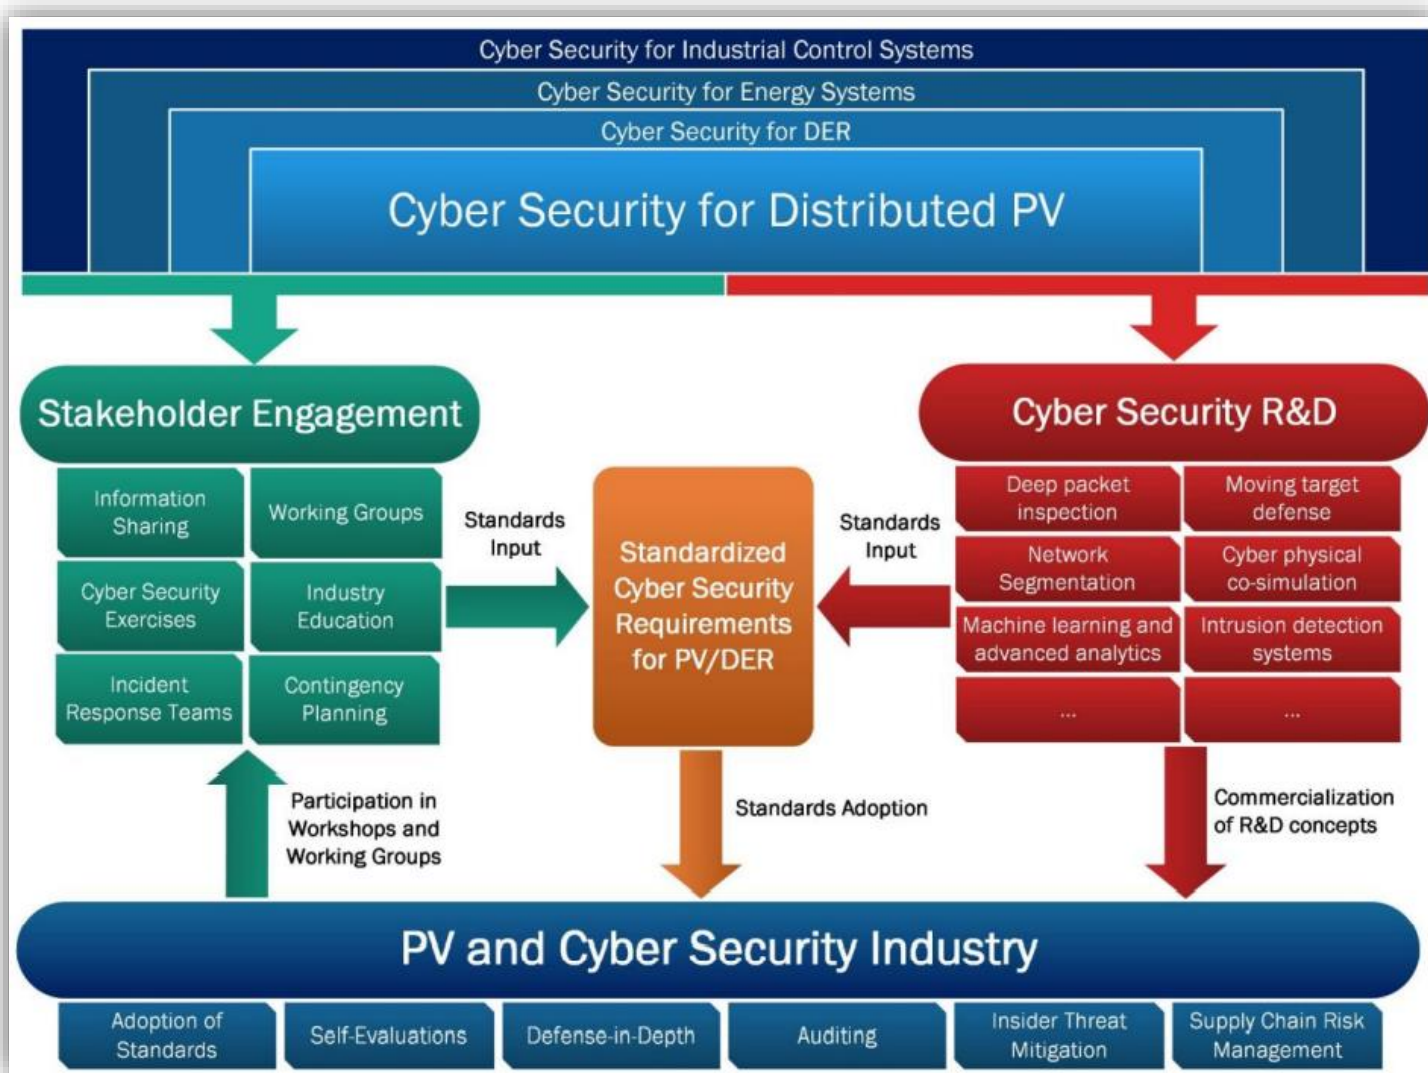 Cyber Security for Industrial Control Systems
Cyber Security for Energy Systems
Cyber Security for DER
Cyber Security for Distributed PV
Stakeholder Engagement
Information
Sharing
Working Groups
Cyber Security
Exercises
Industry
Education
Incident
Response Teams
Contingency
Planning
Standards
Input
Standardized
Cyber Security
Requirements
for PV/DER
Standards
Input
Cyber Security R&D
Deep packet
inspection
Moving target
defense
Network
Segmentation
Cyber physical
co-simulation
Machine learning and
advanced analytics
Intrusion detection
systems
...
...
Participation in
Workshops and
Working Groups
Standards Adoption
Commercialization
of R&D concepts
PV and Cyber Security Industry
Adoption of
Standards
Self-Evaluations
Defense-in-Depth
Auditing
Insider Threat
Mitigation
Supply Chain Risk
Management